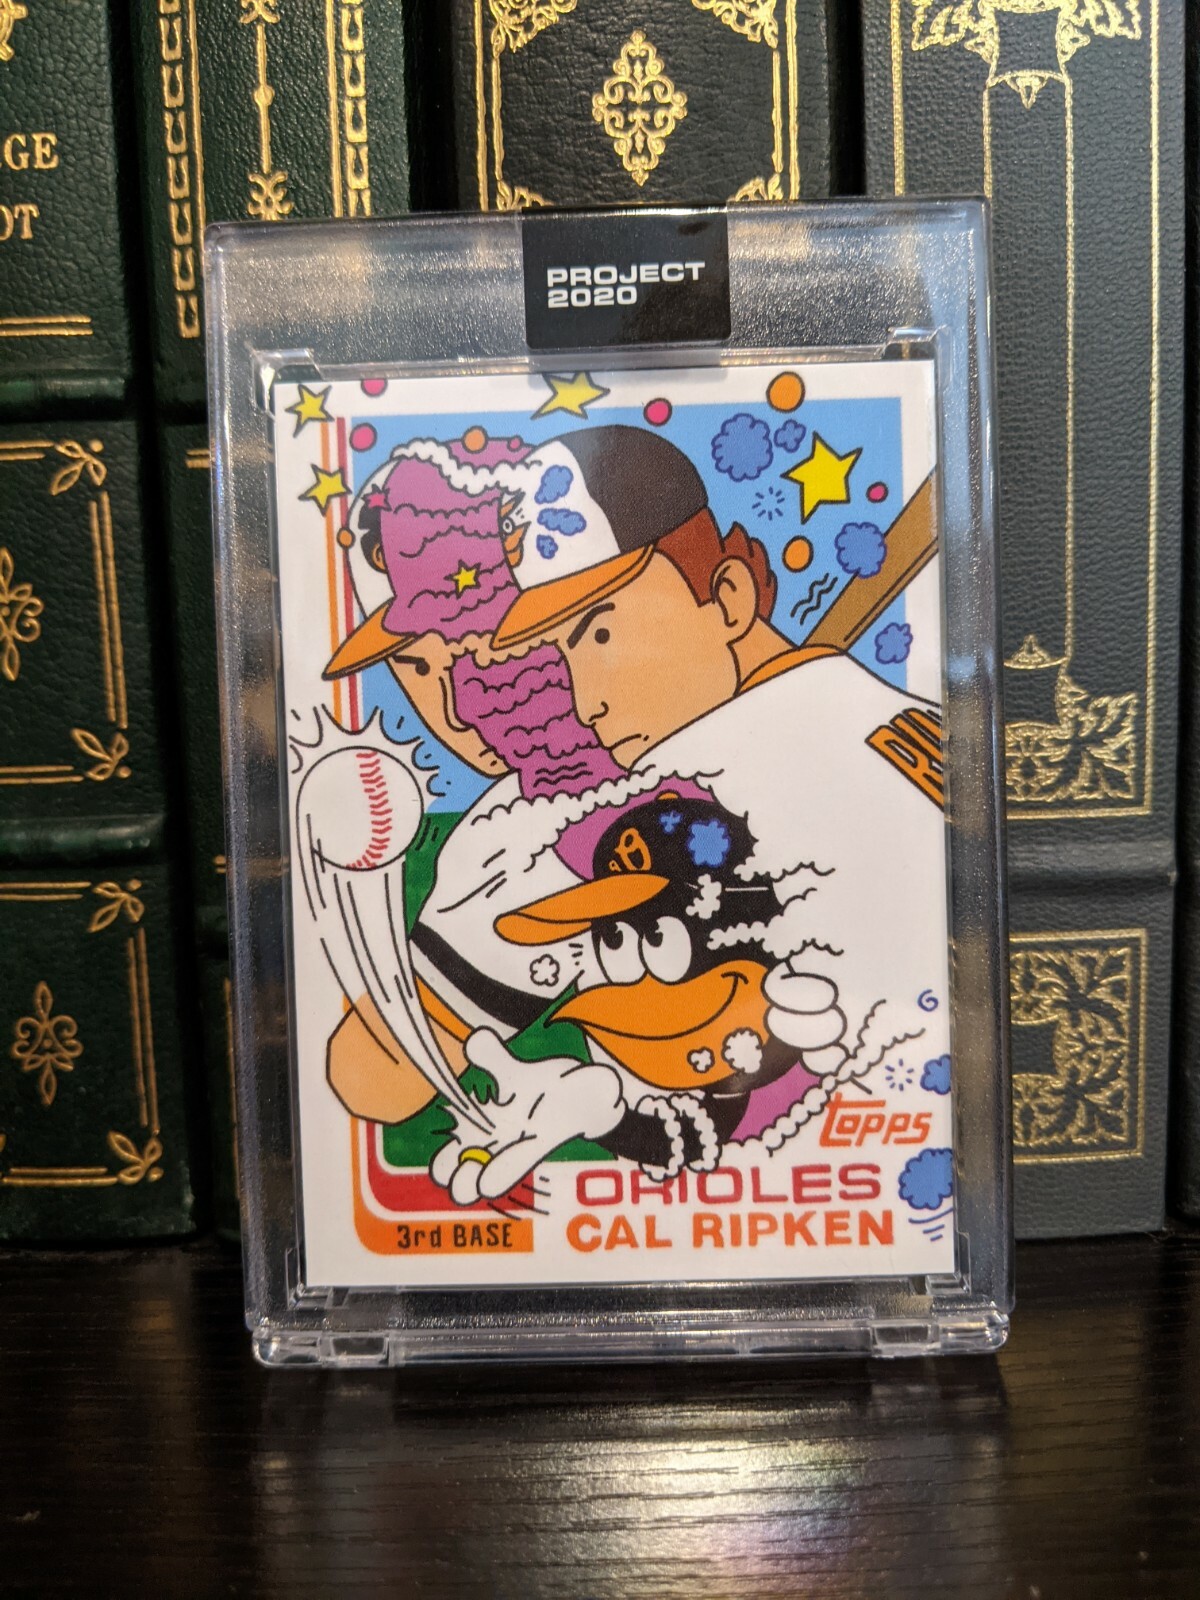 PROJECT
2020
topps
ORIOLES
CAL RIPKEN
3rd BASE